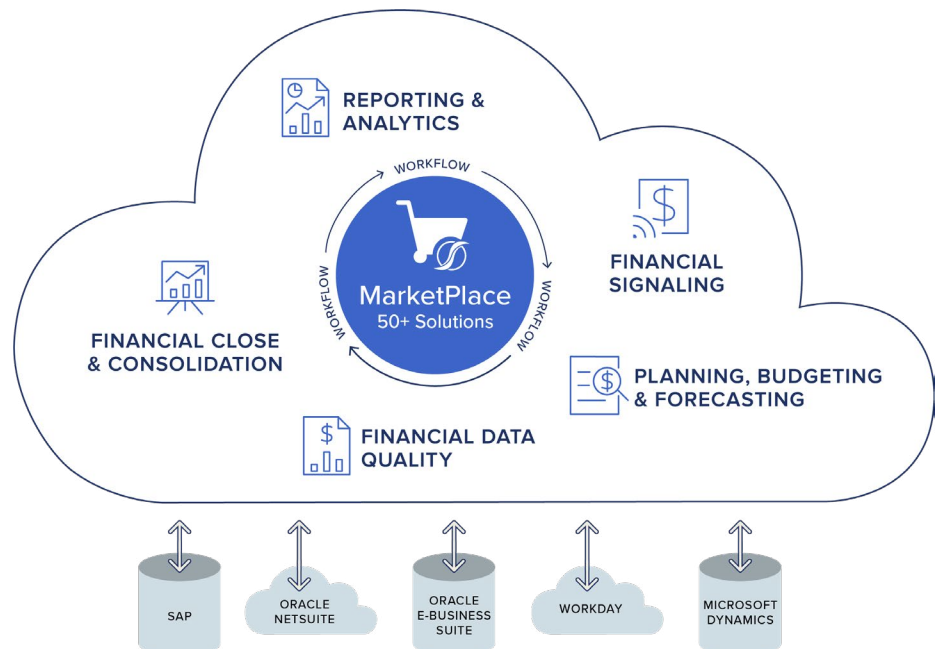 REPORTING &
ANALYTICS
WORKFLOW
FINANCIAL
SIGNALING
WORKFLOW
WORKFLOW
MarketPlace
50+ Solutions
FINANCIAL CLOSE
& CONSOLIDATION
PLANNING, BUDGETING
& FORECASTING
FINANCIAL DATA
QUALITY
SAP
ORACLE
NETSUITE
ORACLE
E-BUSINESS
SUITE
WORKDAY
MICROSOFT
DYNAMICS